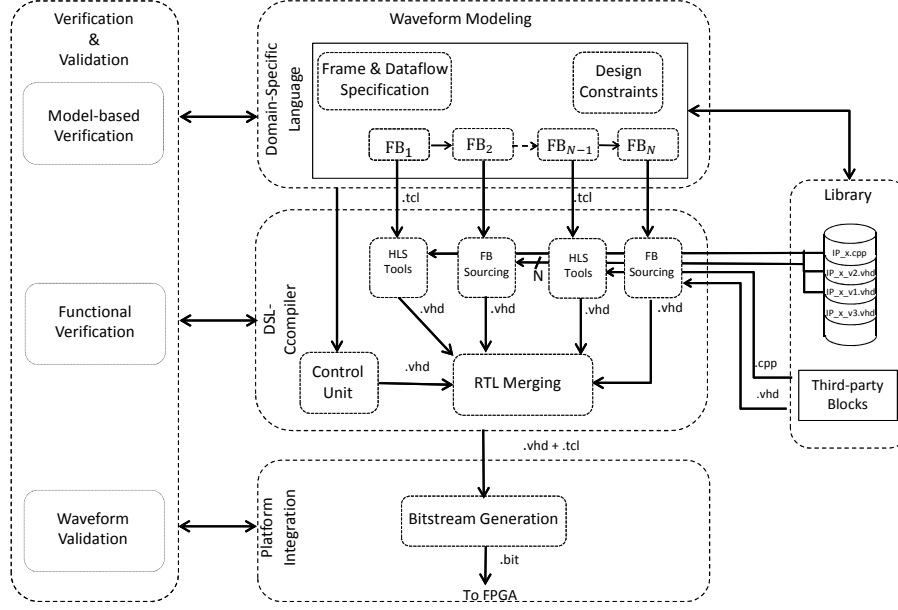 Verification
&
Validation
Model-based
Verification
Functional
Verification
Waveform
Validation
Waveform Modeling
Domain-Specific
Language
Frame & Dataflow
Specification
Design
Constraints
FB1
FB2
FBN−1
FBN
.tcl
.tcl
DSL-
Ccompiler
HLS
Tools
FB
Sourcing
N
HLS
Tools
FB
Sourcing
.vhd
.vhd
.vhd
.vhd
Control
Unit
.vhd
RTL Merging
.vhd + .tcl
Platform
Integration
Bitstream Generation
.bit
To FPGA
Library
IP_x.cpp
IP_x_v2.vhd
IP_x_v1.vhd
IP_x_v3.vhd
.cpp
.vhd
Third-party
Blocks